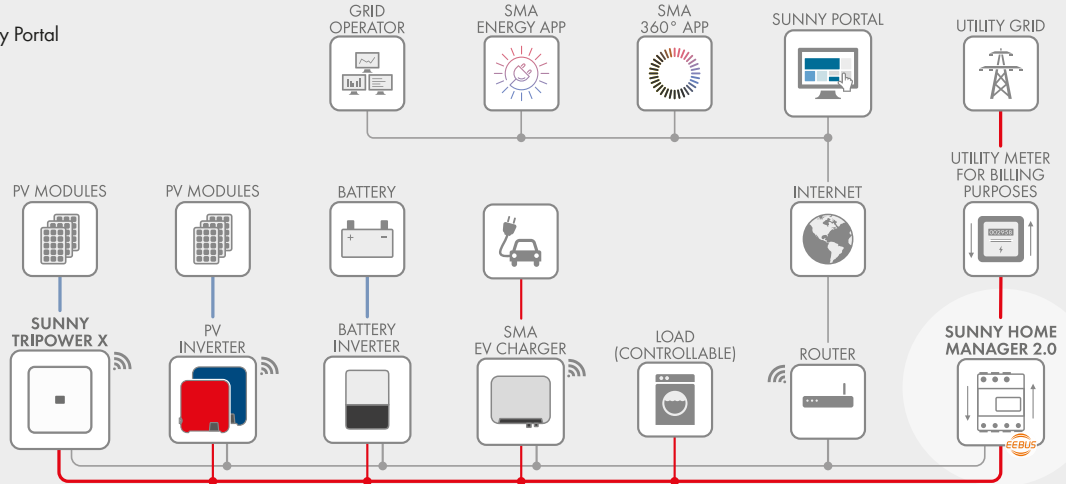 y Portal
GRID
OPERATOR
SMA
ENERGY APP
SMA
360° APP
SUNNY PORTAL
UTILITY GRID
PV MODULES
PV MODULES
BATTERY
INTERNET
UTILITY METER
FOR BILLING
PURPOSES
SUNNY
TRIPOWER X
PV
INVERTER
BATTERY
INVERTER
SMA
EV CHARGER
LOAD
(CONTROLLABLE)
ROUTER
SUNNY HOME
MANAGER 2.0
EEBUS